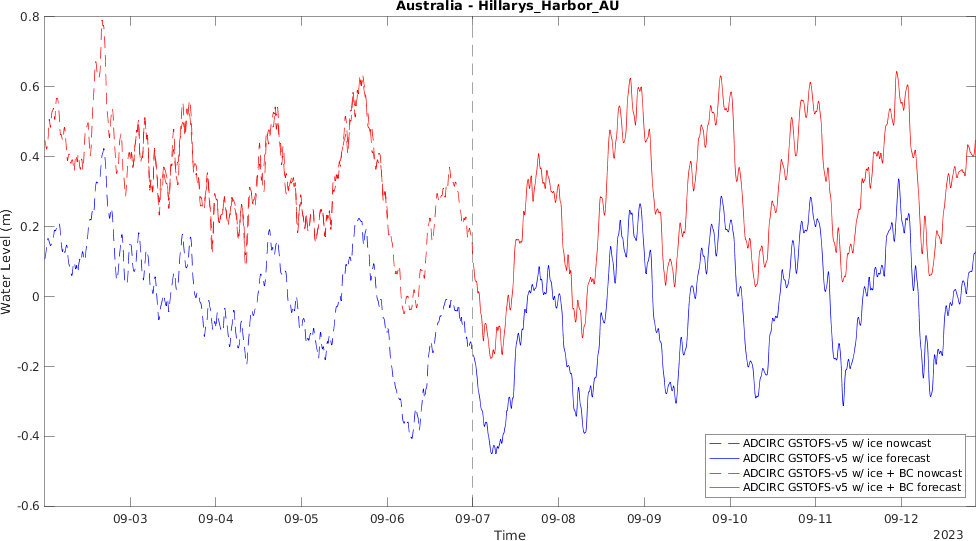 Australia - Hillarys_Harbor_AU
Water Level (m)
0.8
0.6
0.4
0.2
0
-0.2
-0.4
-0.6
ADCIRC GSTOFS-v5 w/ ice nowcast
ADCIRC GSTOFS-v5 w/ ice forecast
ADCIRC GSTOFS-v5 w/ ice + BC nowcast
ADCIRC GSTOFS-v5 w/ ice + BC forecast
09-03 09-04 09-05 09-06 09-07 09-08 09-09 09-10 09-11 09-12
Time
2023